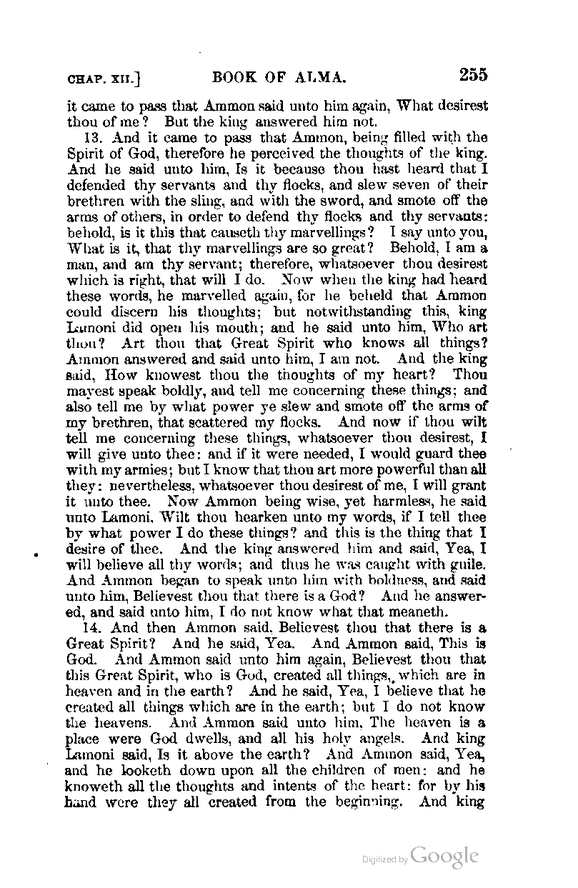 CHAP. XII.] BOOK OF ALMA. 255
it came to pass that Ammon said unto him again, What desirest
thou of me? But the king answered him not.
13. And it came to pass that Ammon, being filled with the
Spirit of God, therefore he perceived the thoughts of the king.
And he said unto him, Is it because thou hast heard that I
defended thy servants and thy flocks, and slew seven of their
brethren with the sling, and with the sword, and smote off the
arms of others, in order to defend thy flocks and thy servants:
behold, is it this that causeth thy marvellings? I say unto you,
What is it, that thy marvellings are so great? Behold, I am a
man, and am thy servant; therefore, whatsoever thou desirest
which is right, that will I do. Now when the king had heard
these words, he marvelled again, for he beheld that Ammon
could discern his thoughts; but notwithstanding this, king
Lamoni did open his mouth; and he said unto him, Who art
thou? Art thou that Great Spirit who knows all things?
Ammon answered and said unto him, I am not. And the king
said, How knowest thou the thoughts of my heart? Thou
mayest speak boldly, and tell me concerning these things; and
also tell me by what power ye slew and smote off the arms of
my brethren, that scattered my flocks. And now if thou wilt
tell me concerning these things, whatsoever thou desirest, I
will give unto thee: and if it were needed, I would guard thee
with my armies; but I know that thou art more powerful than all
they: nevertheless, whatsoever thou desirest of me, I will grant
it unto thee. Now Ammon being wise, yet harmless, he said
unto Lamoni, Wilt thou hearken unto my words, if I tell thee
by what power I do these things? and this is the thing that I
desire of thee. And the king answered him and said, Yea, I
will believe all thy words; and thus he was caught with guile.
And Ammon began to speak unto him with boldness, and said
unto him, Believest thou that there is a God? And he answer-
ed, and said unto him, I do not know what that meaneth.
14. And then Ammon said, Believest thou that there is a
Great Spirit? And he said, Yea. And Ammon said, This is
God. And Ammon said unto him again, Believest thou that
this Great Spirit, who is God, created all things, which are in
heaven and in the earth? And he said, Yea, I believe that he
created all things which are in the earth; but I do not know
the heavens. And Ammon said unto him, The heaven is a
place were God dwells, and all his holy angels. And king
Lamoni said, Is it above the earth? And Ammon said, Yea,
and he looketh down upon all the children of men: and he
knoweth all the thoughts and intents of the heart: for by his
hand were they all created from the beginning. And king
Digitized by Google